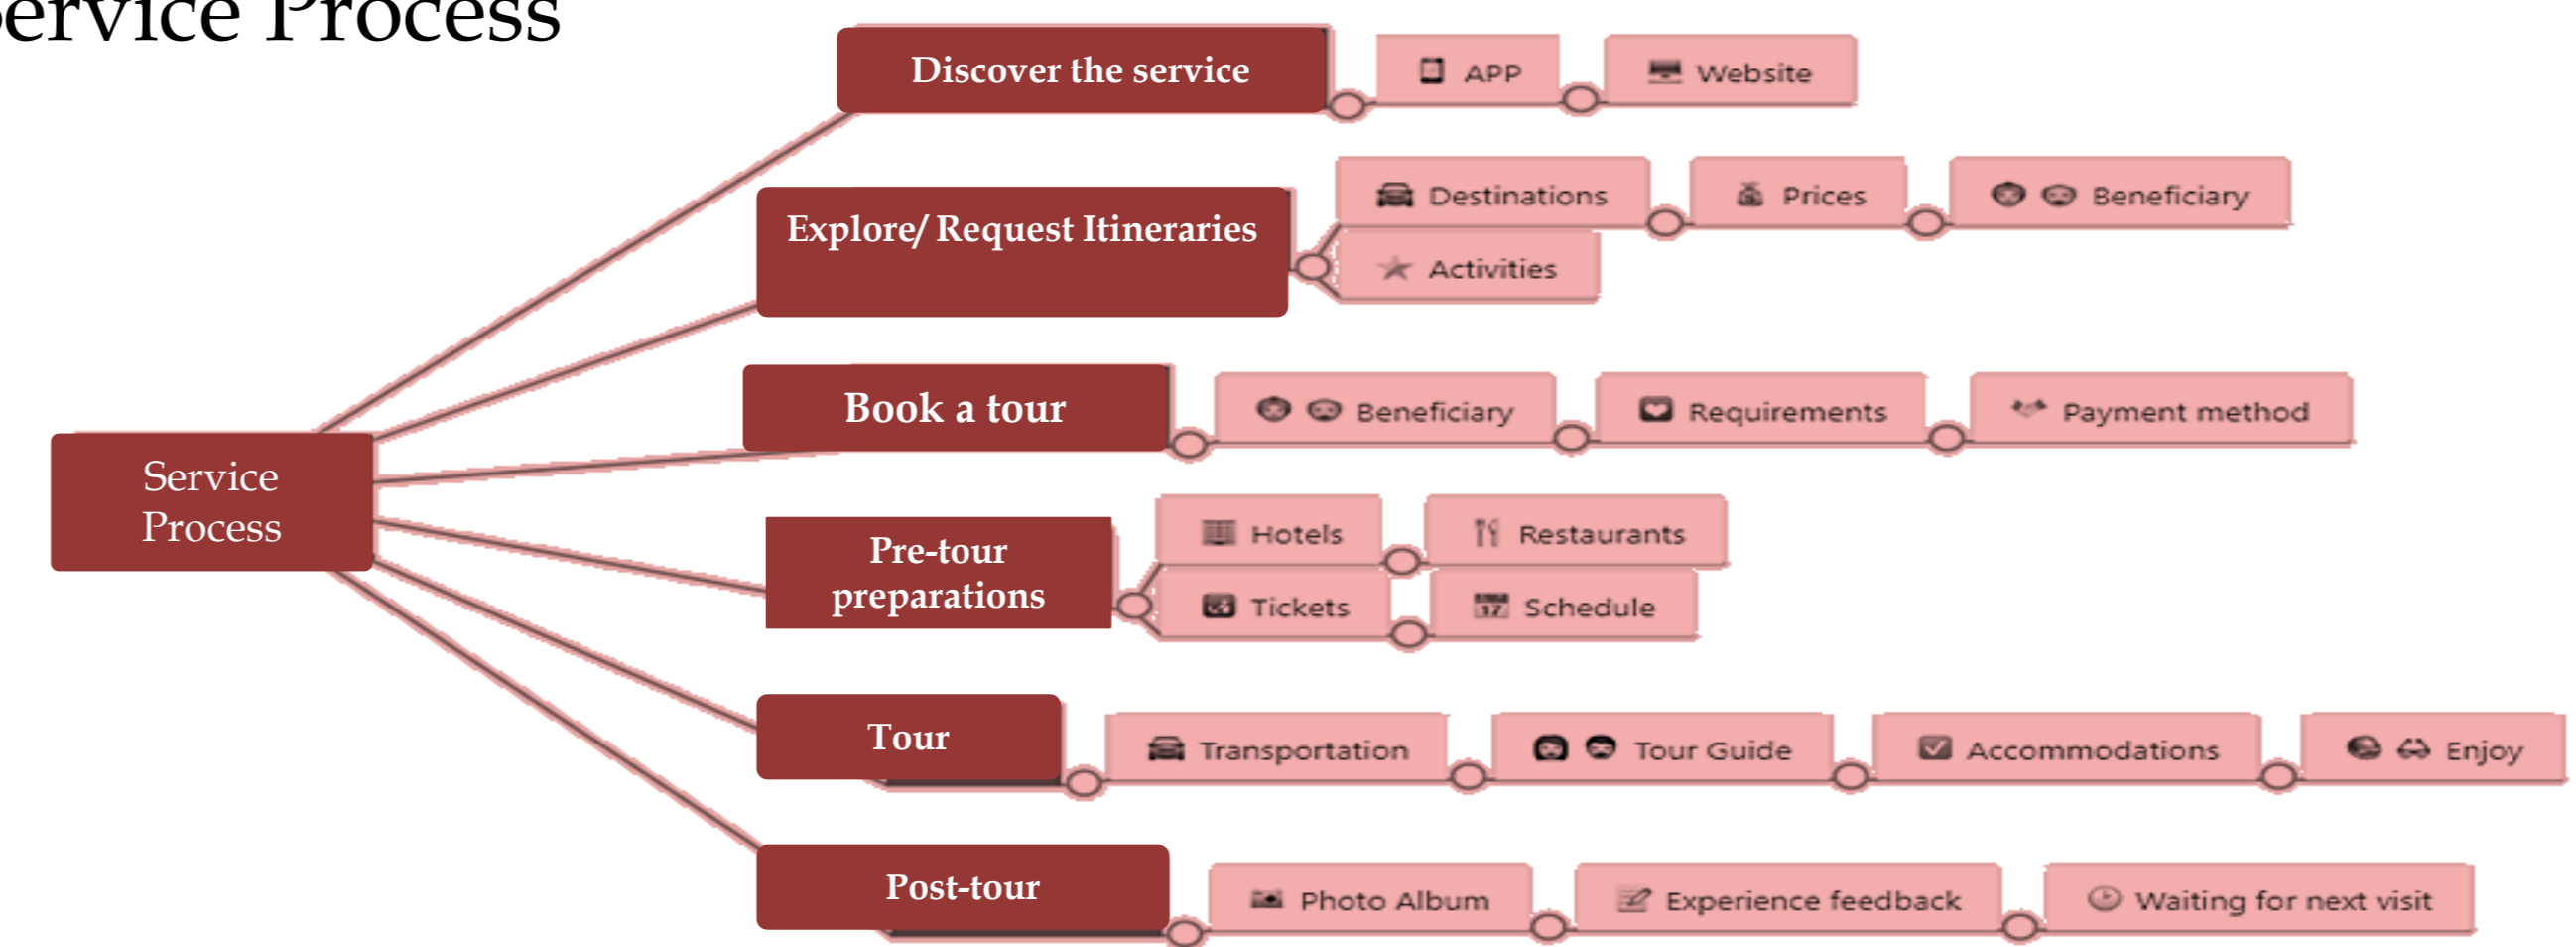 Service Process
Discover the service
APP
Website
Explore/ Request Itineraries
Destinations
Prices
Beneficiary
Activities
Book a tour
Beneficiary
Requirements
Payment method
Service
Process
Pre-tour
preparations
Hotels
Restaurants
Tickets
Schedule
Tour
Transportation
Tour Guide
Accommodations
Enjoy
Post-tour
Photo Album
Experience feedback
Waiting for next visit